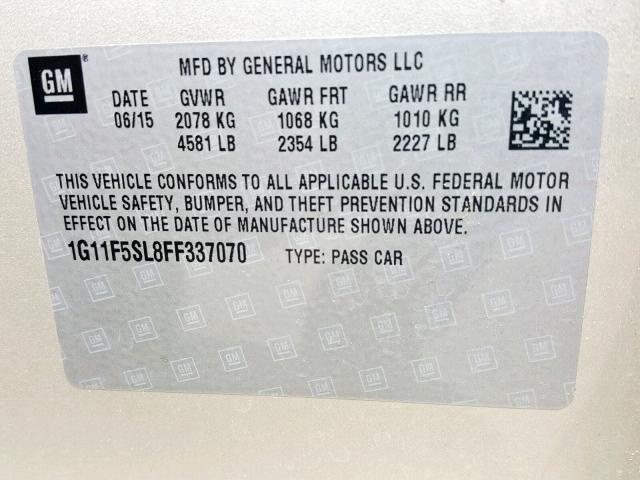 GM®
MFD BY GENERAL MOTORS LLC
DATE GVWR GAWR FRT GAWR RR
06/15 2078 KG 1068 KG 1010 KG
4581 LB 2354 LB 2227 LB
THIS VEHICLE CONFORMS TO ALL APPLICABLE U.S. FEDERAL MOTOR
VEHICLE SAFETY, BUMPER, AND THEFT PREVENTION STANDARDS IN
EFFECT ON THE DATE OF MANUFACTURE SHOWN ABOVE.
1G11F5SL8FF337070 TYPE: PASS CAR